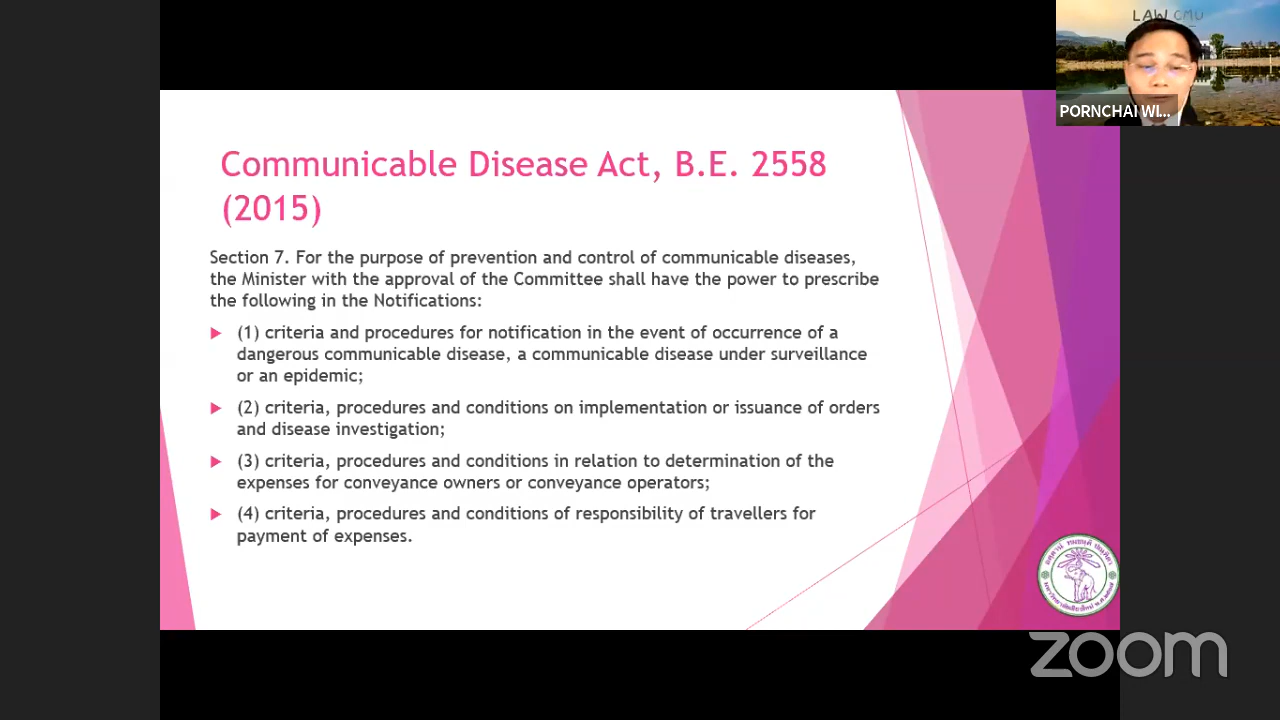 LAW CMU
PORNCHAI WI...
Communicable Disease Act, B.E. 2558
(2015)
Section 7. For the purpose of prevention and control of communicable diseases,
the Minister with the approval of the Committee shall have the power to prescribe
the following in the Notifications:
(1) criteria and procedures for notification in the event of occurrence of a
dangerous communicable disease, a communicable disease under surveillance
or an epidemic;
(2) criteria, procedures and conditions on implementation or issuance of orders
and disease investigation;
(3) criteria, procedures and conditions in relation to determination of the
expenses for conveyance owners or conveyance operators;
(4) criteria, procedures and conditions of responsibility of travellers for
payment of expenses.
zoom